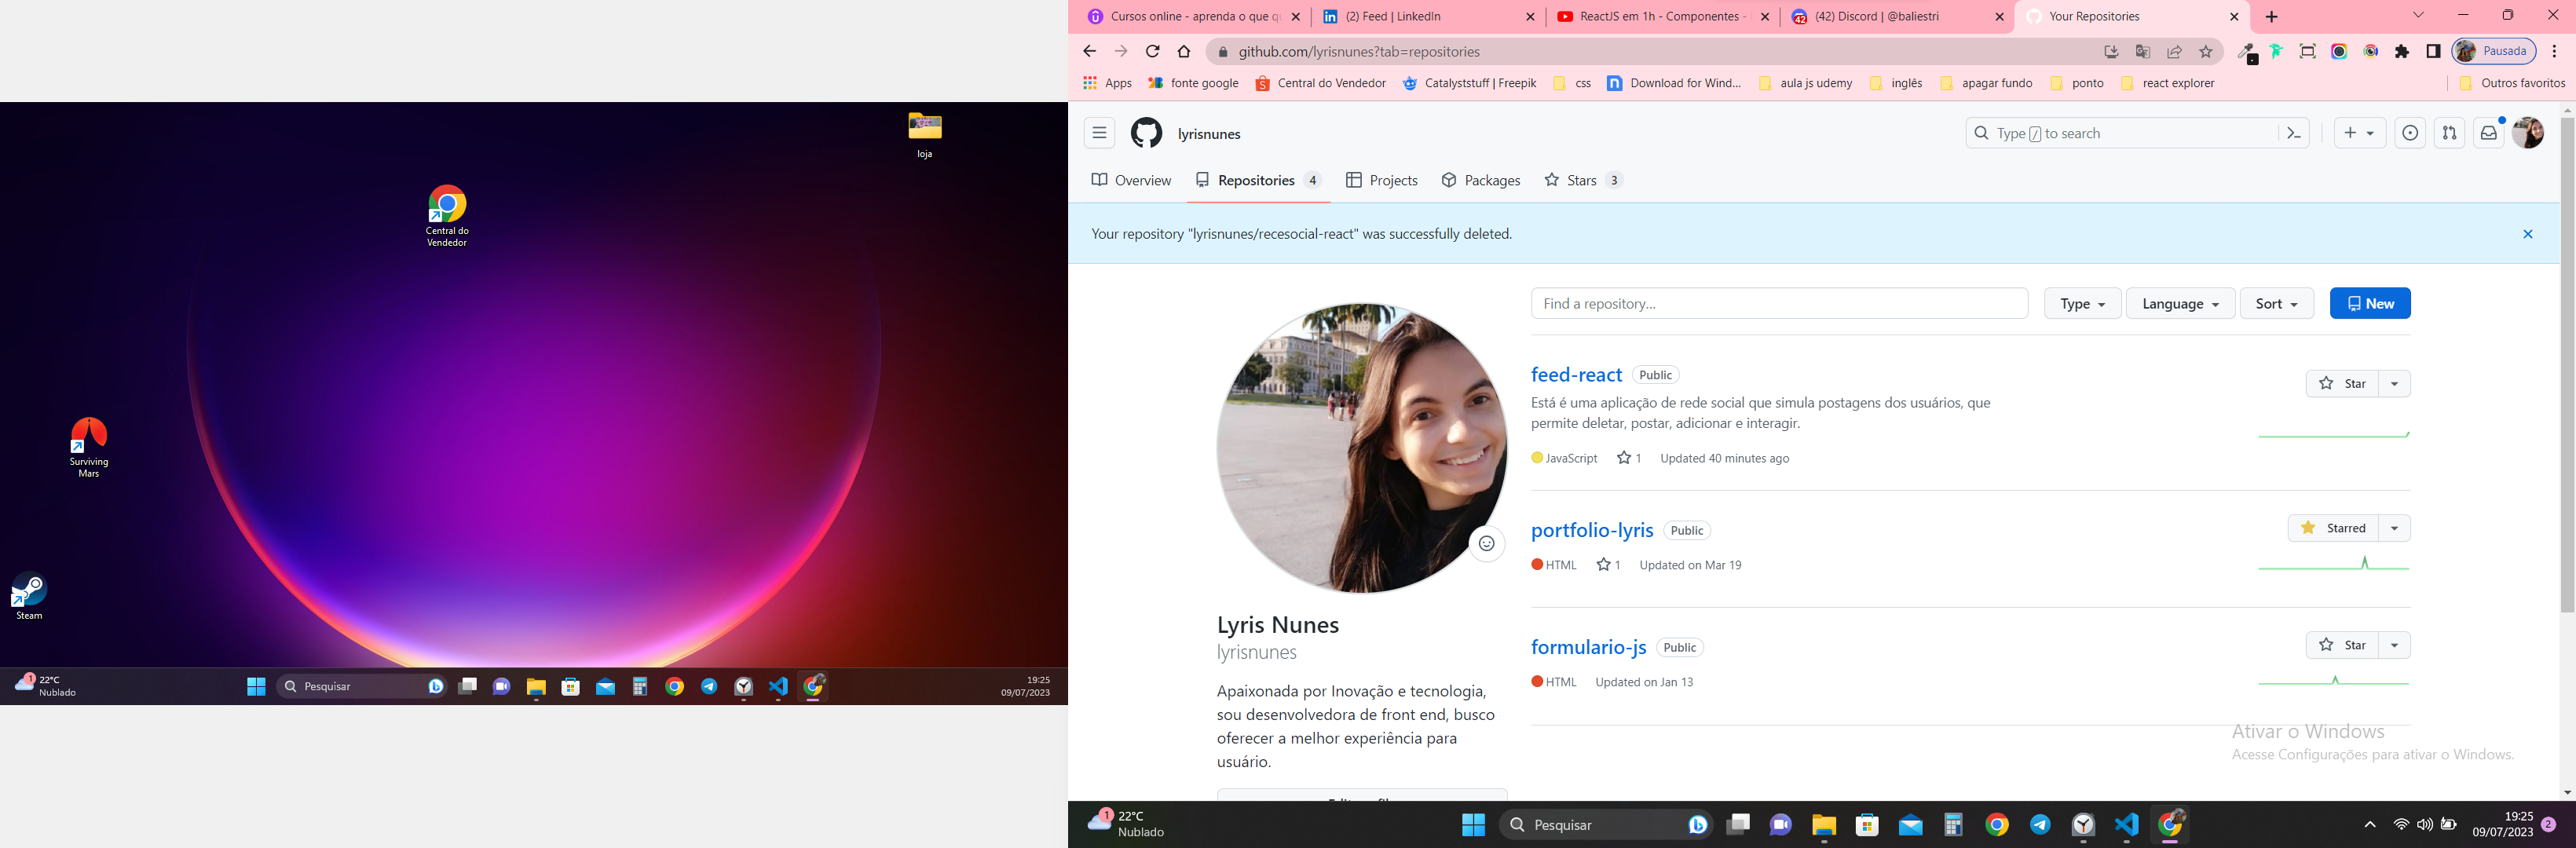 loja
Central do
Vendedor
Surviving
Mars
Steam
1
22°C
Nublado
Pesquisar
19:25
09/07/2023
Cursos online - aprenda o que qu
(2) Feed | LinkedIn
ReactJS em 1h - Componentes -
42
(42) Discord | @baliestri
Your Repositories
github.com/lyrisnunes?tab=repositories
Pausada
Apps
fonte google
Central do Vendedor
Catalyststuff | Freepik
css
Download for Wind...
aula js udemy
inglês
apagar fundo
ponto
react explorer
Outros favoritos
lyrisnunes
Type / to search
Overview
Repositories 4
Projects
Packages
Stars 3
Your repository "lyrisnunes/recesocial-react" was successfully deleted.
Find a repository...
Type
Language
Sort
New
feed-react Public
Star
Está é uma aplicação de rede social que simula postagens dos usuários, que
permite deletar, postar, adicionar e interagir.
JavaScript 1 Updated 40 minutes ago
portfolio-lyris Public
Starred
HTML 1 Updated on Mar 19
Lyris Nunes
lyrisnunes
formulario-js Public
Star
HTML Updated on Jan 13
Apaixonada por Inovação e tecnologia,
sou desenvolvedora de front end, busco
oferecer a melhor experiência para
usuário.
Ativar o Windows
Acesse Configurações para ativar o Windows.
1
22°C
Nublado
Pesquisar
19:25
09/07/2023
2